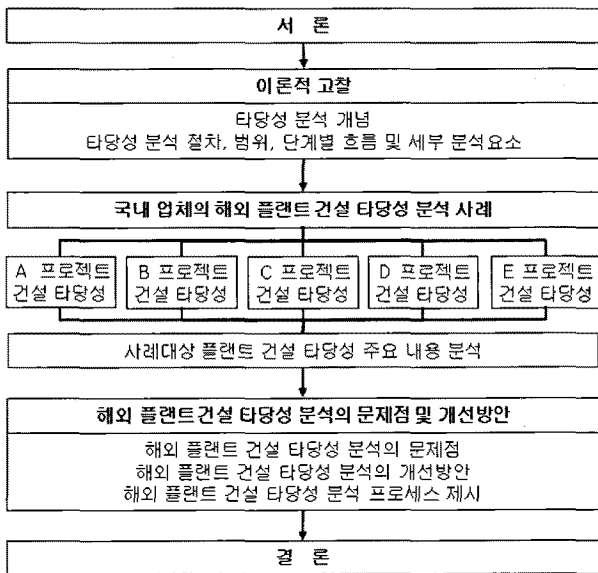 서 론
이론적 고찰
타당성 분석 개념
타당성 분석 절차, 범위, 단계별 흐름 및 세부 분석요소
국내 업체의 해외 플랜트 건설 타당성 분석 사례
A 프로젝트 B 프로젝트 C 프로젝트 D 프로젝트 E 프로젝트
건설 타당성 건설 타당성 건설 타당성 건설 타당성 건설 타당성
사례대상 플랜트 건설 타당성 주요 내용 분석
해외 플랜트건설 타당성 분석의 문제점 및 개선방안
해외 플랜트 건설 타당성 분석의 문제점
해외 플랜트 건설 타당성 분석의 개선방안
해외 플랜트 건설 타당성 분석 프로세스 제시
결 론